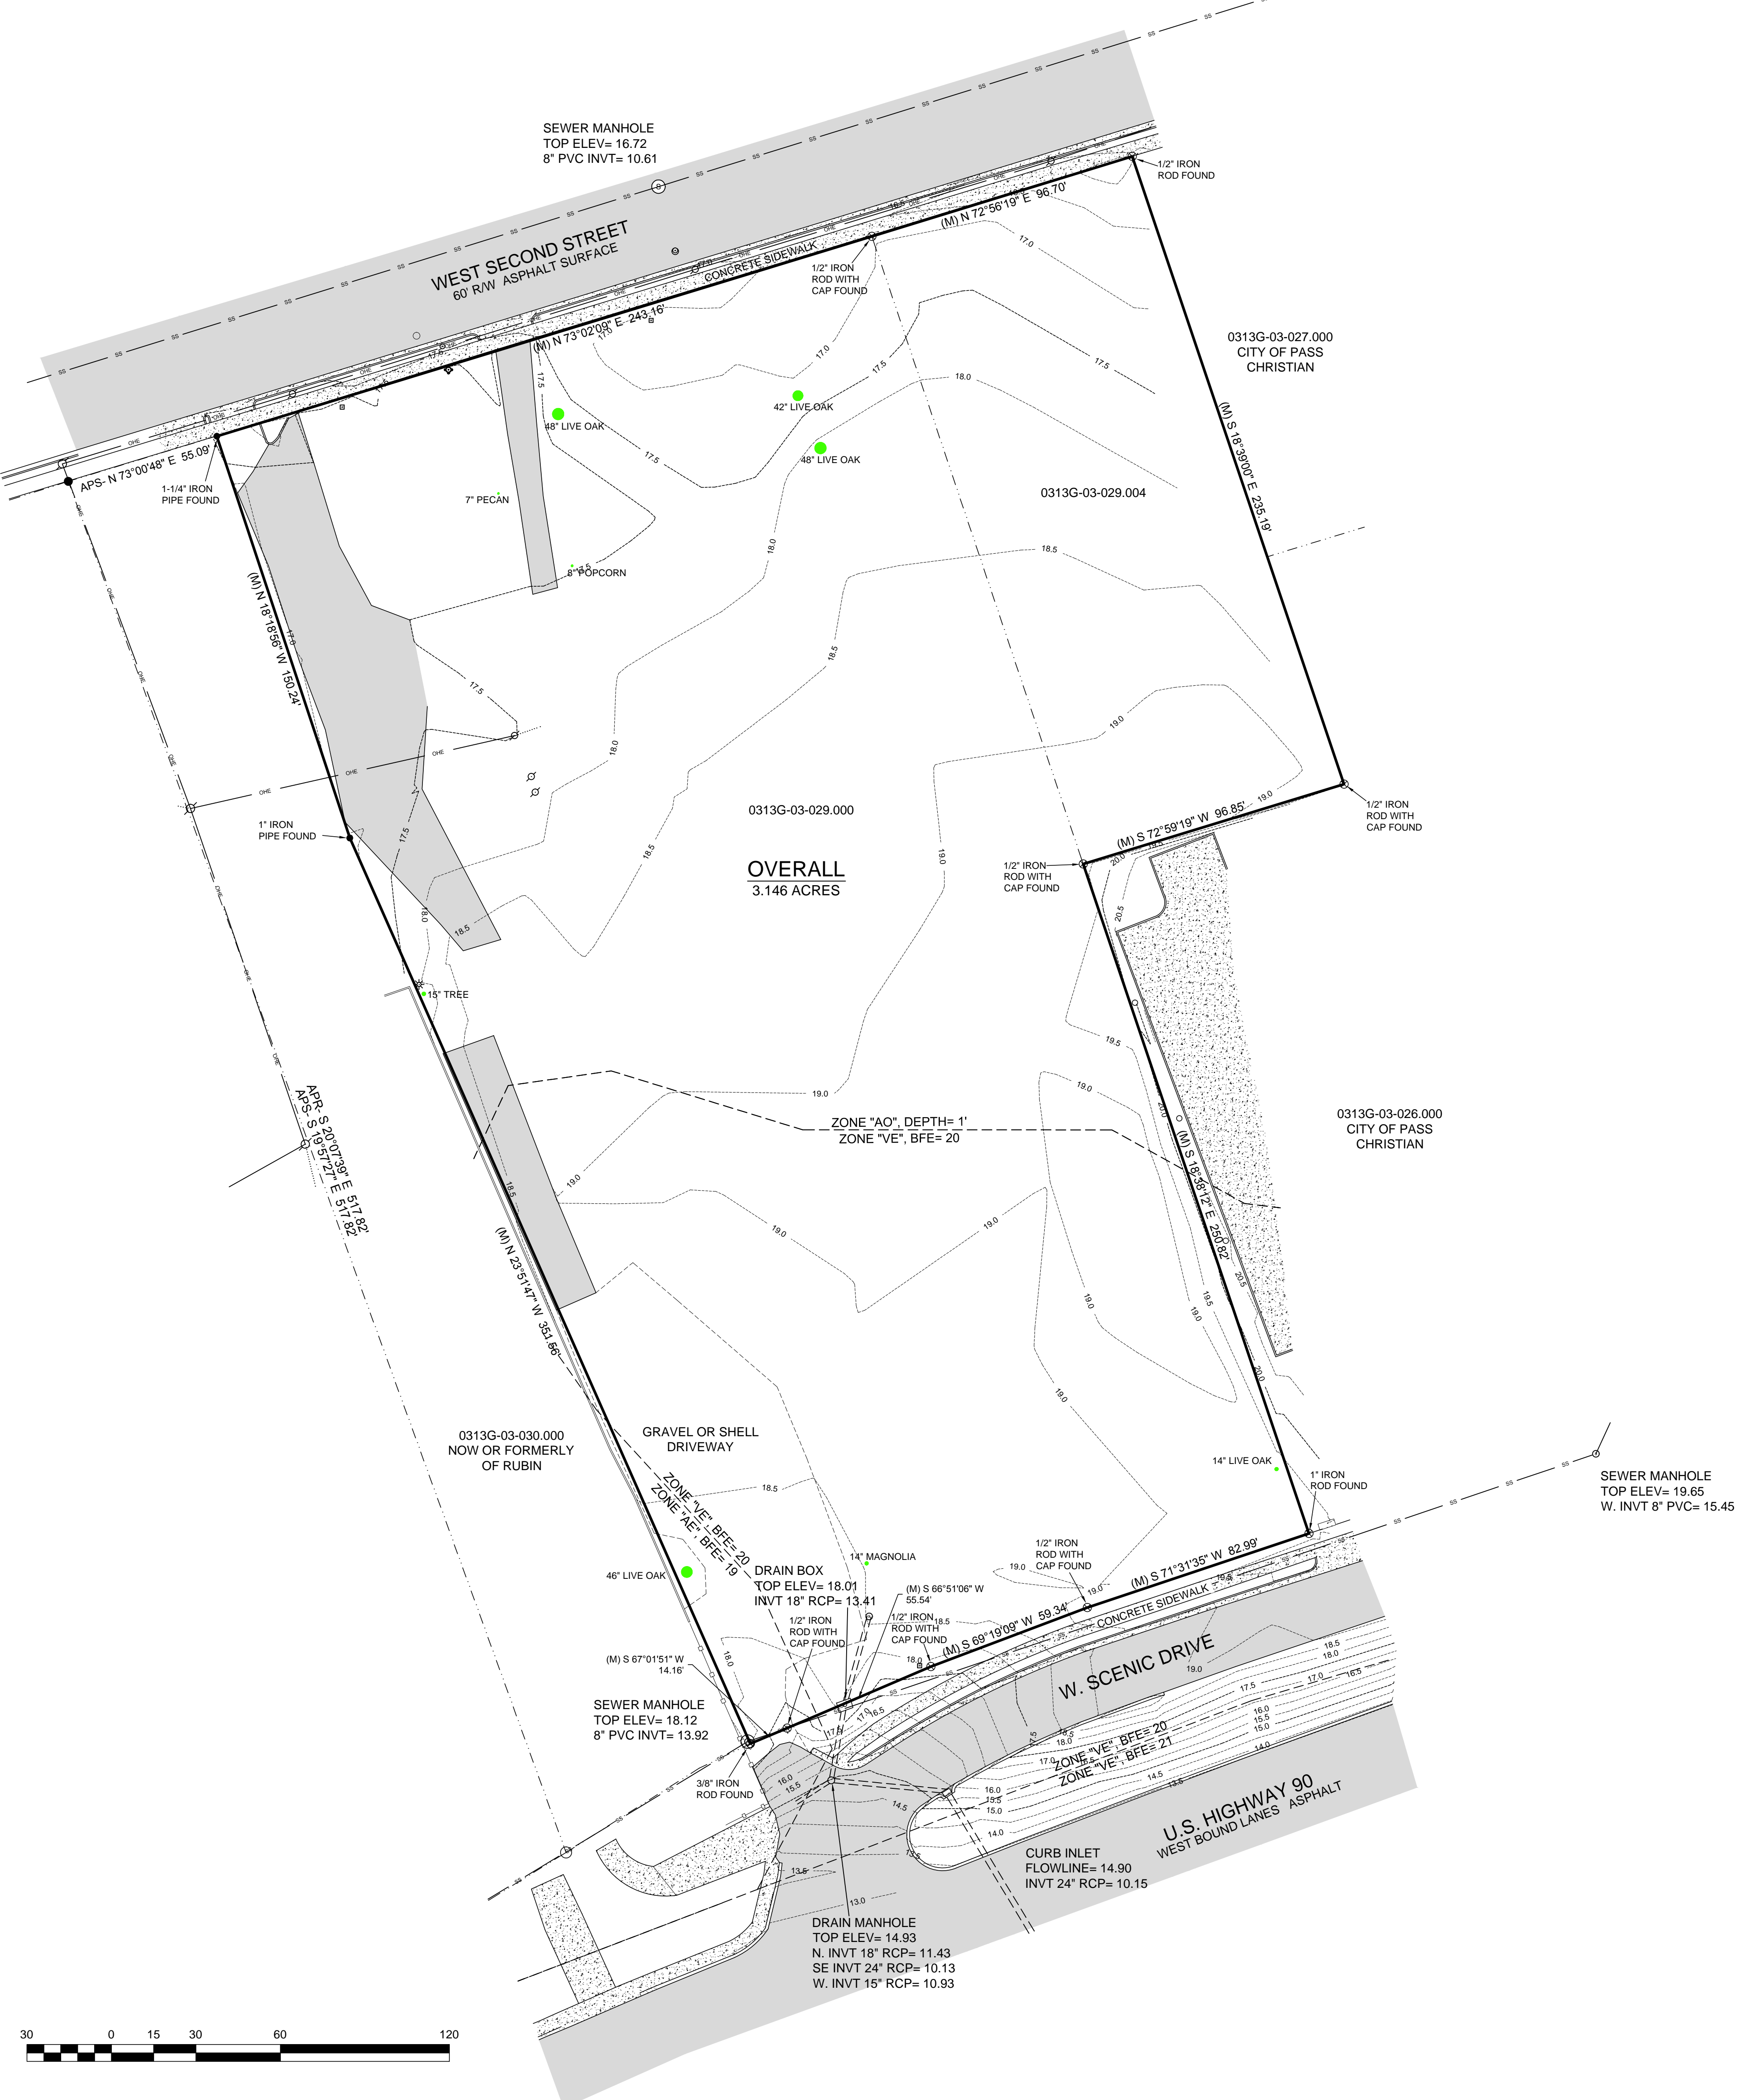 SEWER MANHOLE
TOP ELEV= 16.72
8" PVC INVT= 10.61
WEST SECOND STREET
60' R/W  ASPHALT SURFACE
CONCRETE SIDEWALK
1/2" IRON
ROD FOUND
(M) N 72°56'19" E  96.70'
1/2" IRON
ROD WITH
CAP FOUND
(M) N 73°02'09" E  243.16'
APS- N 73°00'48" E  55.09'
1-1/4" IRON
PIPE FOUND
0313G-03-027.000
CITY OF PASS
CHRISTIAN
(M) S 18°39'00" E  235.19'
42" LIVE OAK
48" LIVE OAK
48" LIVE OAK
7" PECAN
8" POPCORN
0313G-03-029.004
(M) N 18°18'56" W  150.24'
1" IRON
PIPE FOUND
0313G-03-029.000
OVERALL
3.146 ACRES
(M) S 72°59'19" W  96.85'
1/2" IRON
ROD WITH
CAP FOUND
1/2" IRON
ROD WITH
CAP FOUND
15" TREE
APR- S 20°07'39" E  517.82'
APS- S 19°57'27" E  517.82'
ZONE "AO", DEPTH= 1'
ZONE "VE", BFE= 20
(M) S 18°38'12" E  250.82'
0313G-03-026.000
CITY OF PASS
CHRISTIAN
(M) N 23°51'47" W  351.66'
0313G-03-030.000
NOW OR FORMERLY
OF RUBIN
GRAVEL OR SHELL
DRIVEWAY
ZONE "VE", BFE= 20
ZONE "AE", BFE= 19
14" LIVE OAK
1" IRON
ROD FOUND
SEWER MANHOLE
TOP ELEV= 19.65
W. INVT 8" PVC= 15.45
46" LIVE OAK
14" MAGNOLIA
DRAIN BOX
TOP ELEV= 18.01
INVT 18" RCP= 13.41
(M) S 66°51'06" W
55.54'
1/2" IRON
ROD WITH
CAP FOUND
1/2" IRON
ROD WITH
CAP FOUND
1/2" IRON
ROD WITH
CAP FOUND
(M) S 71°31'35" W  82.99'
(M) S 69°19'09" W  59.34'
CONCRETE SIDEWALK
(M) S 67°01'51" W
14.16'
SEWER MANHOLE
TOP ELEV= 18.12
8" PVC INVT= 13.92
3/8" IRON
ROD FOUND
W. SCENIC DRIVE
ZONE "VE", BFE= 20
ZONE "VE", BFE= 21
U.S. HIGHWAY 90
WEST BOUND LANES   ASPHALT
CURB INLET
FLOWLINE= 14.90
INVT 24" RCP= 10.15
DRAIN MANHOLE
TOP ELEV= 14.93
N. INVT 18" RCP= 11.43
SE INVT 24" RCP= 10.13
W. INVT 15" RCP= 10.93
30 0 15 30 60 120